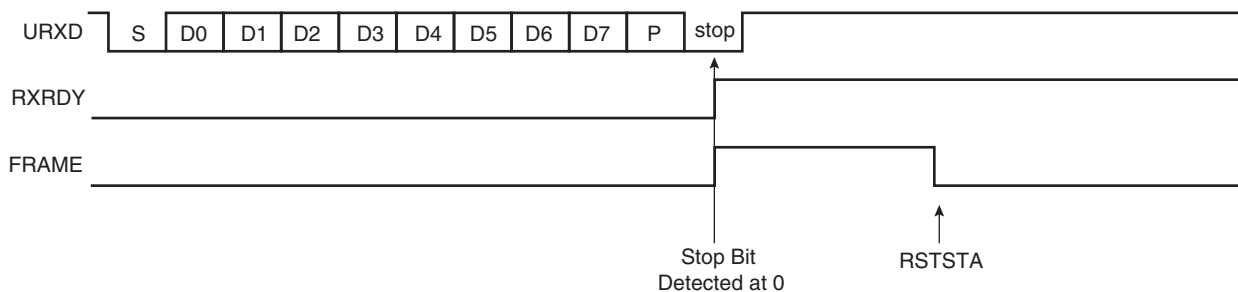 URXD S D0 D1 D2 D3 D4 D5 D6 D7 P stop
RXRDY
FRAME
Stop Bit
Detected at 0
RSTSTA